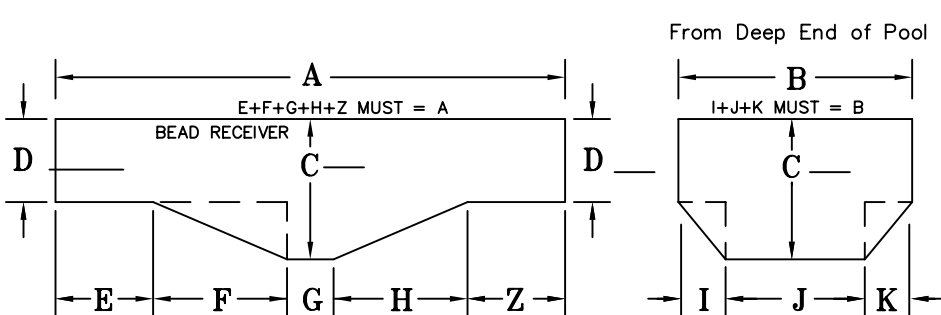 From Deep End of Pool
A
B
E+F+G+H+Z MUST = A
I+J+K MUST = B
BEAD RECEIVER
D
C
D
C
E
F
G
H
Z
I
J
K